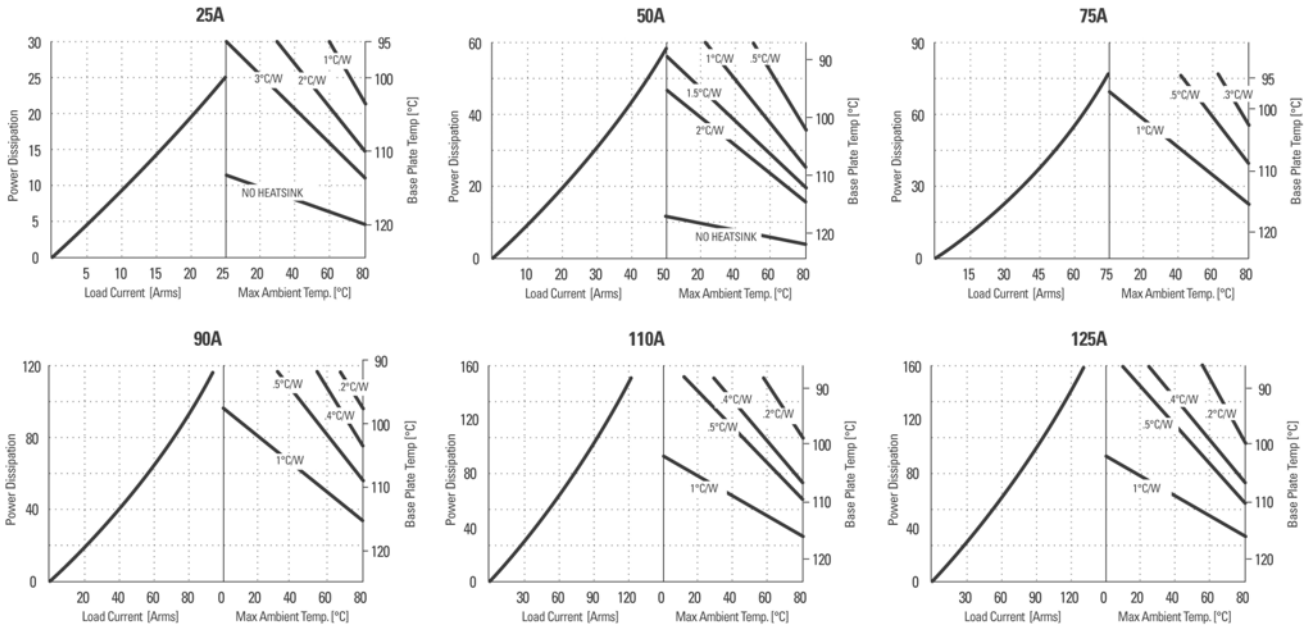 25A
30
25
20
15
10
5
0
Power Dissipation
5 10 15 20 25 20 40 60 80
Load Current [Arms] Max Ambient Temp. [°C]
95
100
110
120
Base Plate Temp [°C]
1°C/W
2°C/W
3°C/W
NO HEATSINK
50A
60
40
20
0
Power Dissipation
10 20 30 40 50 20 40 60 80
Load Current [Arms] Max Ambient Temp. [°C]
90
100
110
120
Base Plate Temp [°C]
.5°C/W
1°C/W
1.5°C/W
2°C/W
NO HEATSINK
75A
90
60
30
0
Power Dissipation
15 30 45 60 75 20 40 60 80
Load Current [Arms] Max Ambient Temp. [°C]
95
100
110
120
Base Plate Temp [°C]
.3°C/W
.5°C/W
1°C/W
90A
120
80
40
0
Power Dissipation
20 40 60 80 0 20 40 60 80
Load Current [Arms] Max Ambient Temp. [°C]
90
100
110
120
Base Plate Temp [°C]
.5°C/W
.2°C/W
.4°C/W
1°C/W
110A
160
120
80
40
0
Power Dissipation
30 60 90 120 0 20 40 60 80
Load Current [Arms] Max Ambient Temp. [°C]
90
100
110
120
Base Plate Temp [°C]
.4°C/W
.2°C/W
.5°C/W
1°C/W
125A
160
120
80
40
0
Power Dissipation
30 60 90 120 0 20 40 60 80
Load Current [Arms] Max Ambient Temp. [°C]
90
100
110
120
Base Plate Temp [°C]
.4°C/W
.2°C/W
.5°C/W
1°C/W